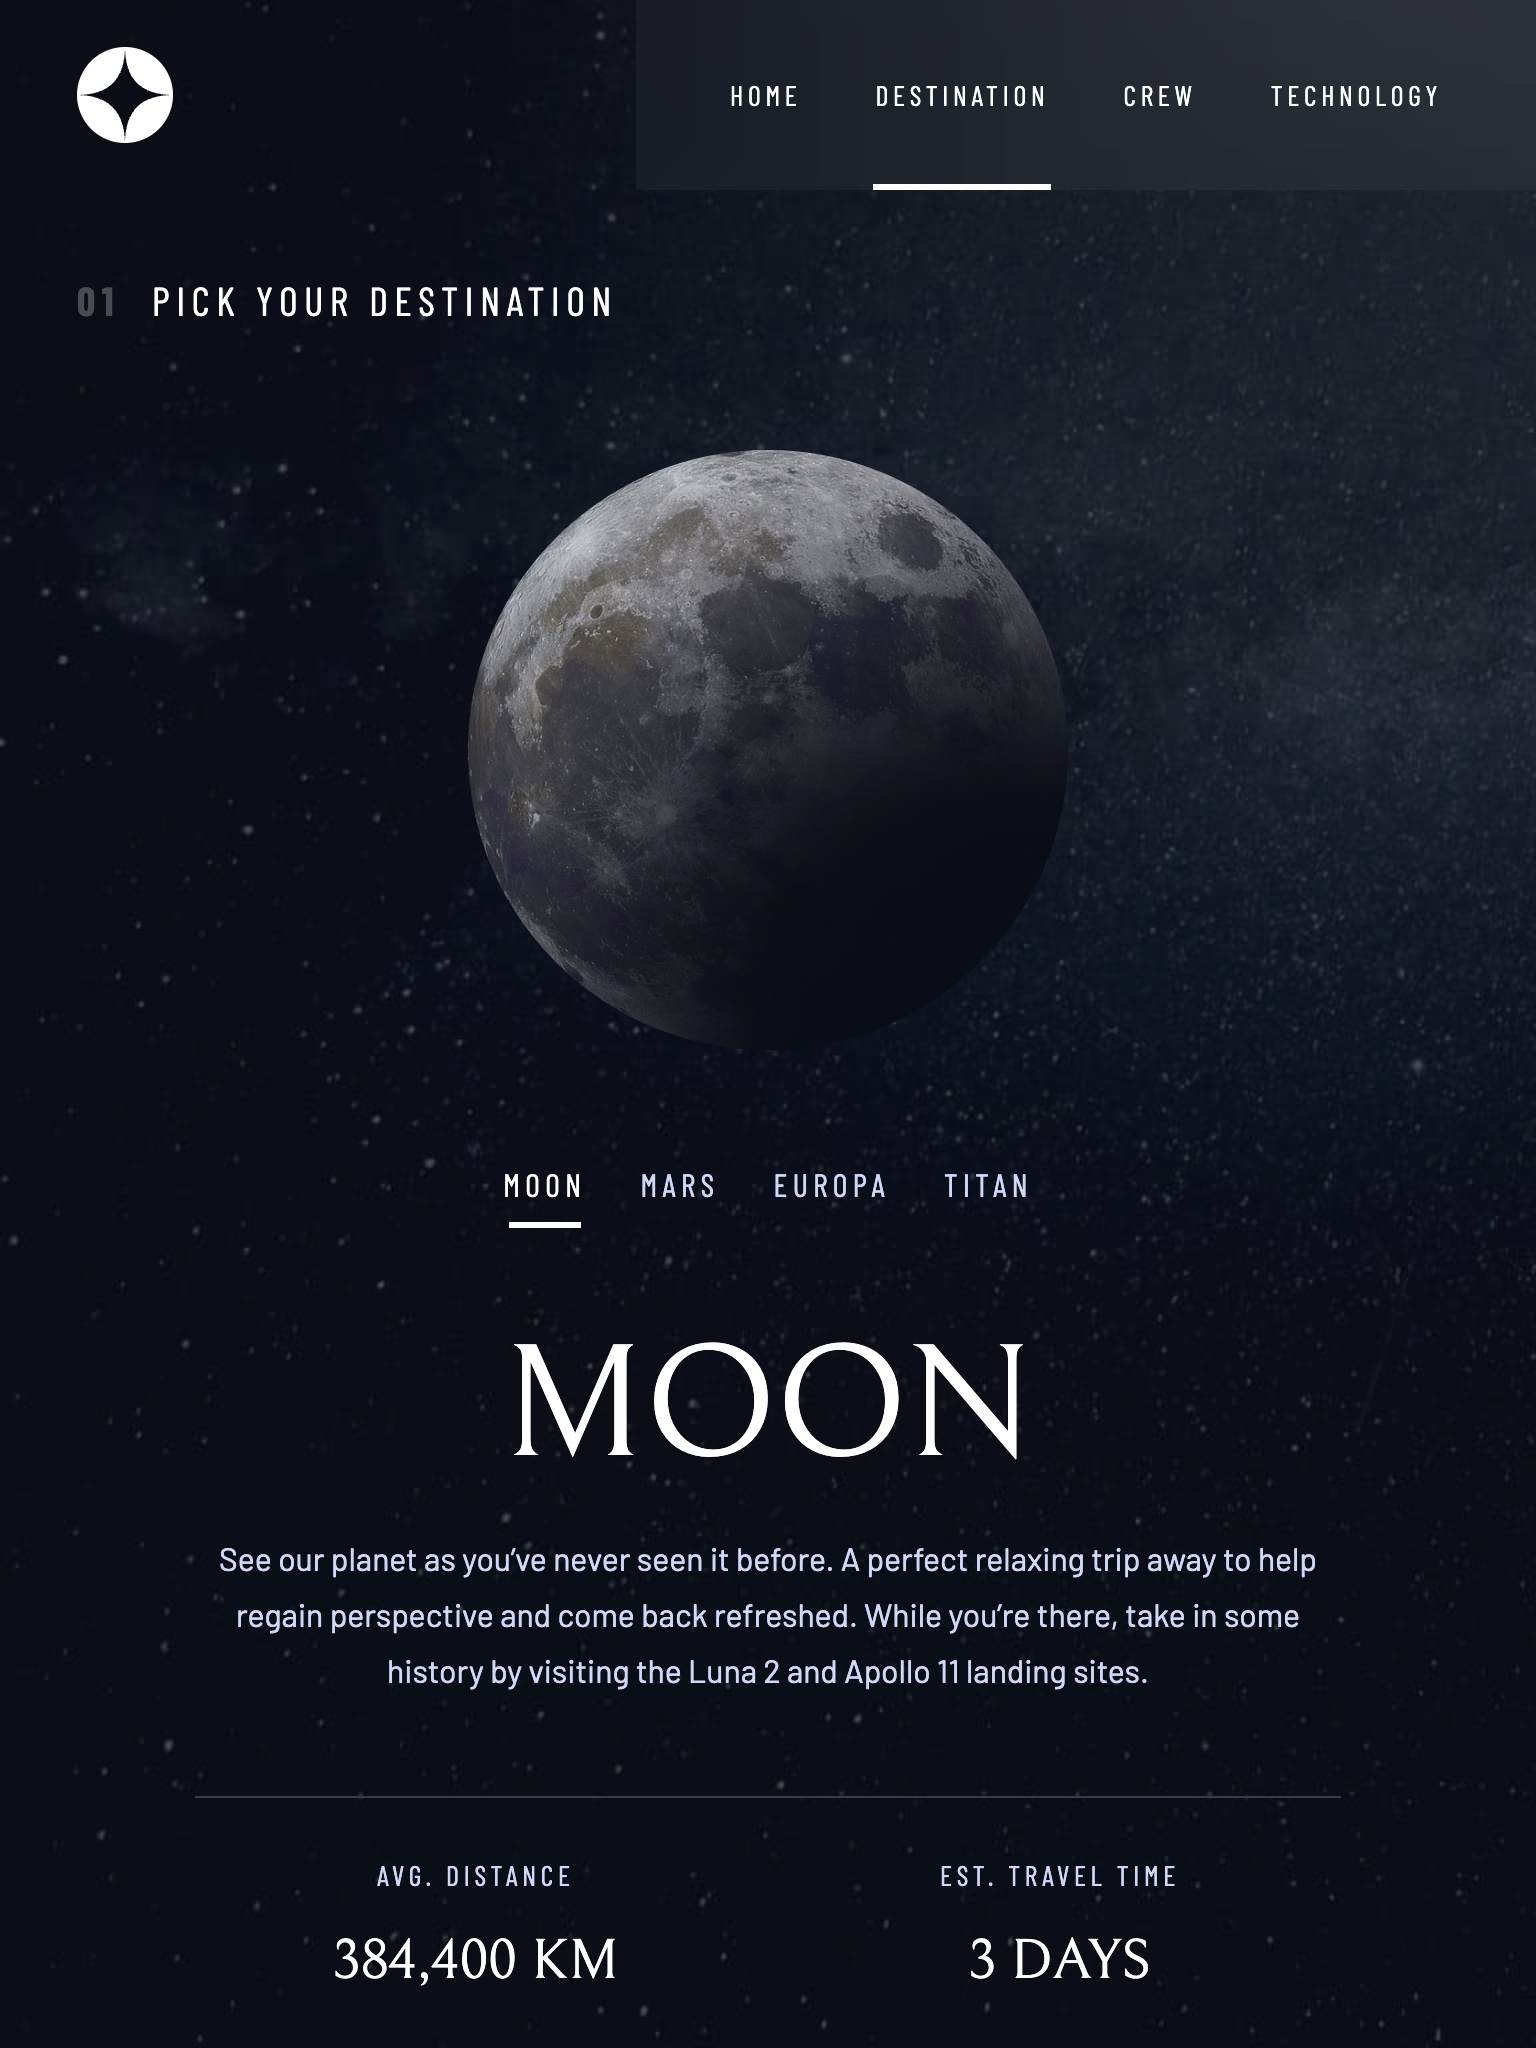 HOME DESTINATION CREW TECHNOLOGY
01 PICK YOUR DESTINATION
MOON MARS EUROPA TITAN
MOON
See our planet as you’ve never seen it before. A perfect relaxing trip away to help
regain perspective and come back refreshed. While you’re there, take in some
history by visiting the Luna 2 and Apollo 11 landing sites.
AVG. DISTANCE
384,400 KM
EST. TRAVEL TIME
3 DAYS